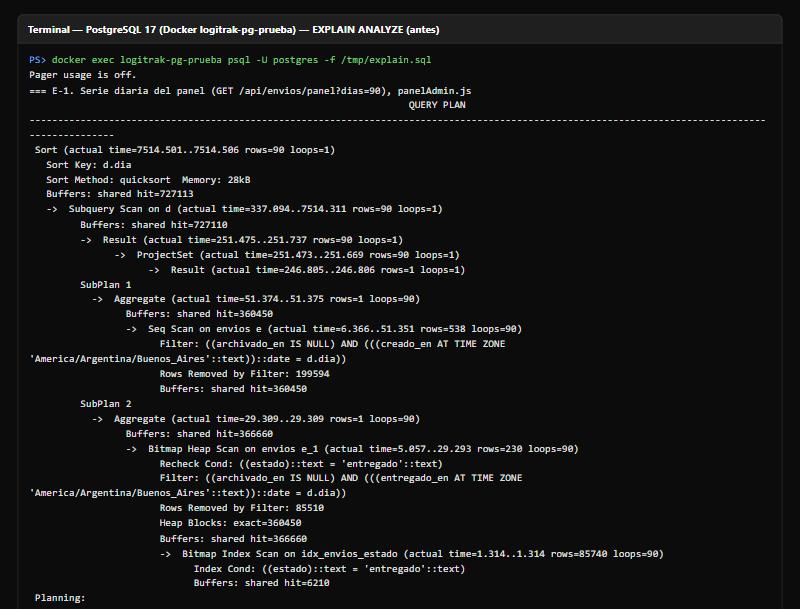 Terminal — PostgreSQL 17 (Docker logitrak-pg-prueba) — EXPLAIN ANALYZE (antes)
PS> docker exec logitrak-pg-prueba psql -U postgres -f /tmp/explain.sql
Pager usage is off.
=== E-1. Serie diaria del panel (GET /api/envios/panel?dias=90), panelAdmin.js
QUERY PLAN
----------------------------------------------------------------------------------------------------------------------------------
---------------
Sort (actual time=7514.501..7514.506 rows=90 loops=1)
Sort Key: d.dia
Sort Method: quicksort  Memory: 28kB
Buffers: shared hit=727113
->  Subquery Scan on d (actual time=337.094..7514.311 rows=90 loops=1)
Buffers: shared hit=727110
->  Result (actual time=251.475..251.737 rows=90 loops=1)
->  ProjectSet (actual time=251.473..251.669 rows=90 loops=1)
->  Result (actual time=246.805..246.806 rows=1 loops=1)
SubPlan 1
->  Aggregate (actual time=51.374..51.375 rows=1 loops=90)
Buffers: shared hit=360450
->  Seq Scan on envios e (actual time=6.366..51.351 rows=538 loops=90)
Filter: ((archivado_en IS NULL) AND (((creado_en AT TIME ZONE
'America/Argentina/Buenos_Aires'::text))::date = d.dia))
Rows Removed by Filter: 199594
Buffers: shared hit=360450
SubPlan 2
->  Aggregate (actual time=29.309..29.309 rows=1 loops=90)
Buffers: shared hit=366660
->  Bitmap Heap Scan on envios e_1 (actual time=5.057..29.293 rows=230 loops=90)
Recheck Cond: ((estado)::text = 'entregado'::text)
Filter: ((archivado_en IS NULL) AND (((entregado_en AT TIME ZONE
'America/Argentina/Buenos_Aires'::text))::date = d.dia))
Rows Removed by Filter: 85510
Heap Blocks: exact=360450
Buffers: shared hit=366660
->  Bitmap Index Scan on idx_envios_estado (actual time=1.314..1.314 rows=85740 loops=90)
Index Cond: ((estado)::text = 'entregado'::text)
Buffers: shared hit=6210
Planning: